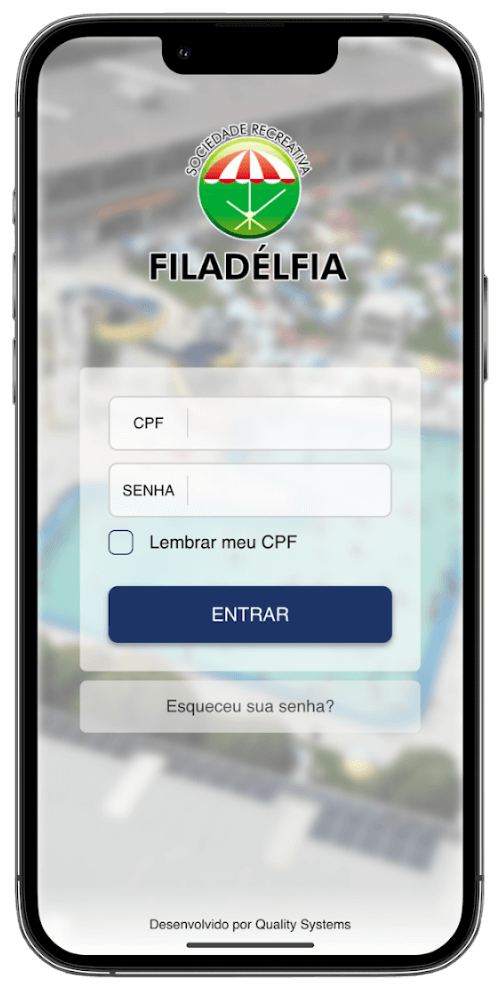 SOCIEDADE RECREATIVA
FILADÉLFIA
CPF
SENHA
Lembrar meu CPF
ENTRAR
Esqueceu sua senha?
Desenvolvido por Quality Systems